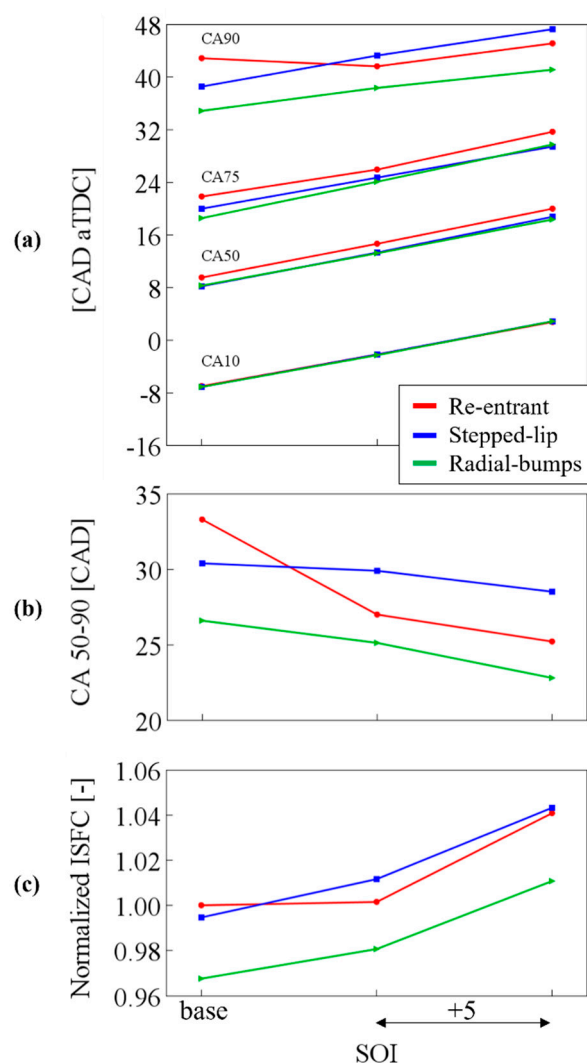 48
CA90
40
32
CA75
24
(a)
[CAD aTDC]
16
CA50
8
0
CA10
-8
-16
Re-entrant
Stepped-lip
Radial-bumps
35
30
(b)
CA 50-90 [CAD]
25
20
1.06
1.04
1.02
(c)
Normalized ISFC [-]
1.00
0.98
0.96
base
+5
SOI